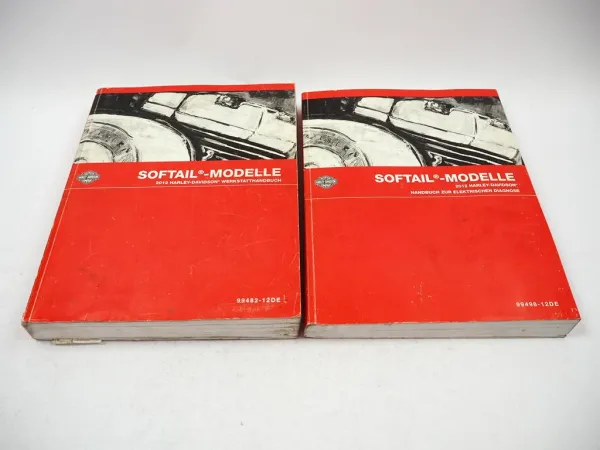 SOFTAIL®-MODELLE
2012 HARLEY-DAVIDSON® WERKSTATTHANDBUCH
99482-12DE
SOFTAIL®-MODELLE
2012 HARLEY-DAVIDSON®
HANDBUCH ZUR ELEKTRISCHEN DIAGNOSE
99498-12DE